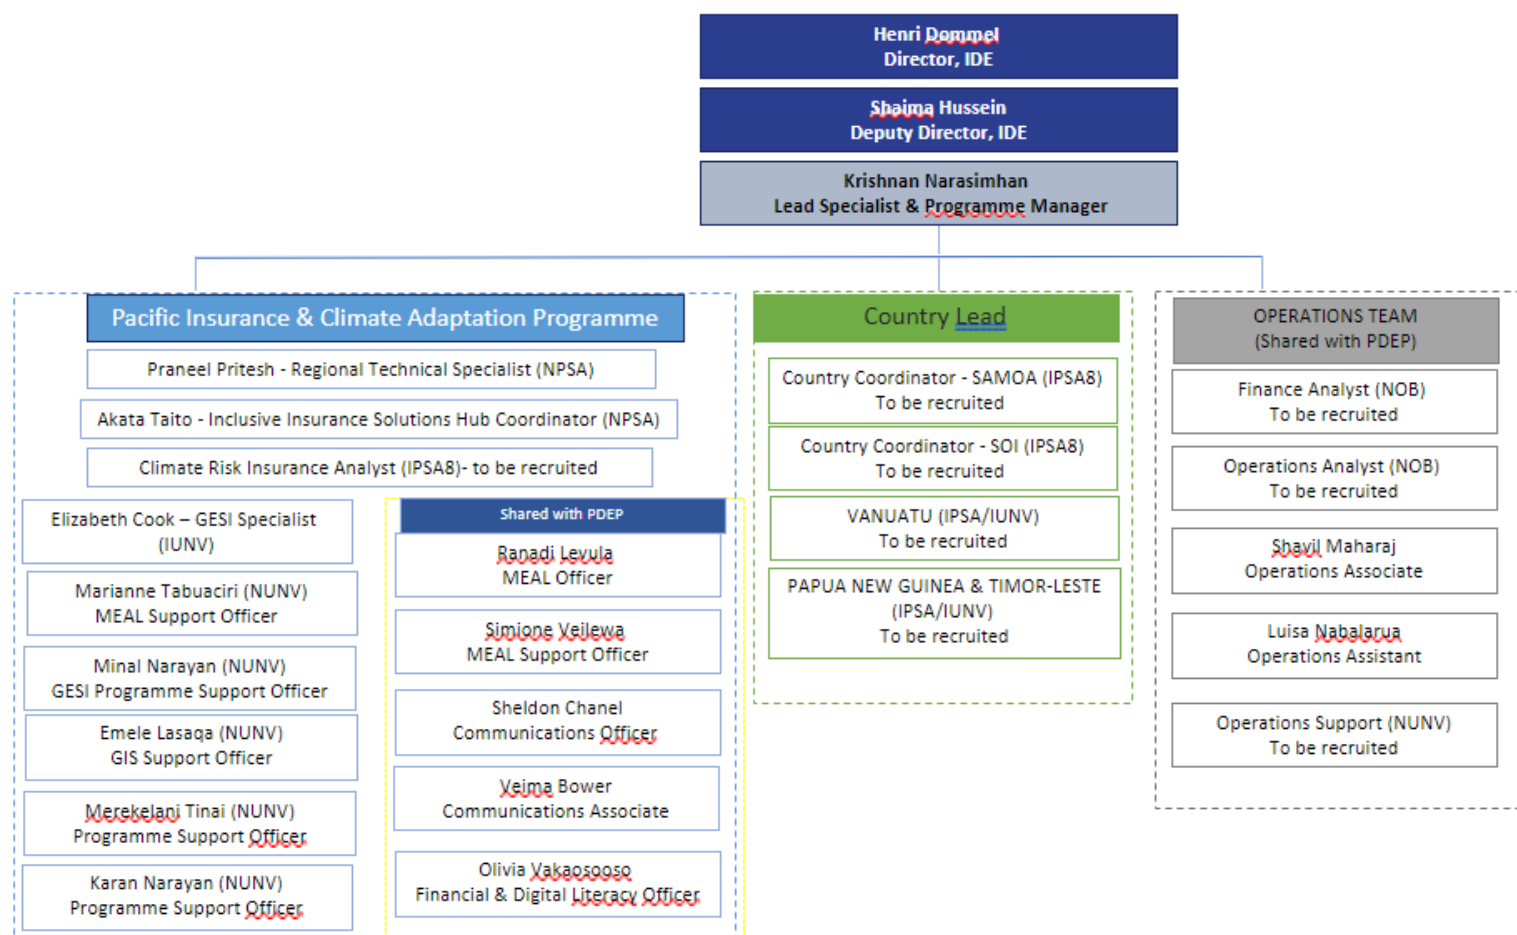 Henri Dommel
Director, IDE
Shaima Hussein
Deputy Director, IDE
Krishnan Narasimhan
Lead Specialist & Programme Manager
Pacific Insurance & Climate Adaptation Programme
Praneel Pritesh - Regional Technical Specialist (NPSA)
Akata Taito - Inclusive Insurance Solutions Hub Coordinator (NPSA)
Climate Risk Insurance Analyst (IPSA8)- to be recruited
Elizabeth Cook – GESI Specialist
(IUNV)
Marianne Tabuaciri (NUNV)
MEAL Support Officer
Minal Narayan (NUNV)
GESI Programme Support Officer
Emele Lasaqa (NUNV)
GIS Support Officer
Merekelani Tinai (NUNV)
Programme Support Officer
Karan Narayan (NUNV)
Programme Support Officer
Shared with PDEP
Ranadi Levula
MEAL Officer
Simione Veilewa
MEAL Support Officer
Sheldon Chanel
Communications Officer
Veima Bower
Communications Associate
Olivia Vakaosooso
Financial & Digital Literacy Officer
Country Lead
Country Coordinator - SAMOA (IPSA8)
To be recruited
Country Coordinator - SOI (IPSA8)
To be recruited
VANUATU (IPSA/IUNV)
To be recruited
PAPUA NEW GUINEA & TIMOR-LESTE
(IPSA/IUNV)
To be recruited
OPERATIONS TEAM
(Shared with PDEP)
Finance Analyst (NOB)
To be recruited
Operations Analyst (NOB)
To be recruited
Shavil Maharaj
Operations Associate
Luisa Nabalarua
Operations Assistant
Operations Support (NUNV)
To be recruited